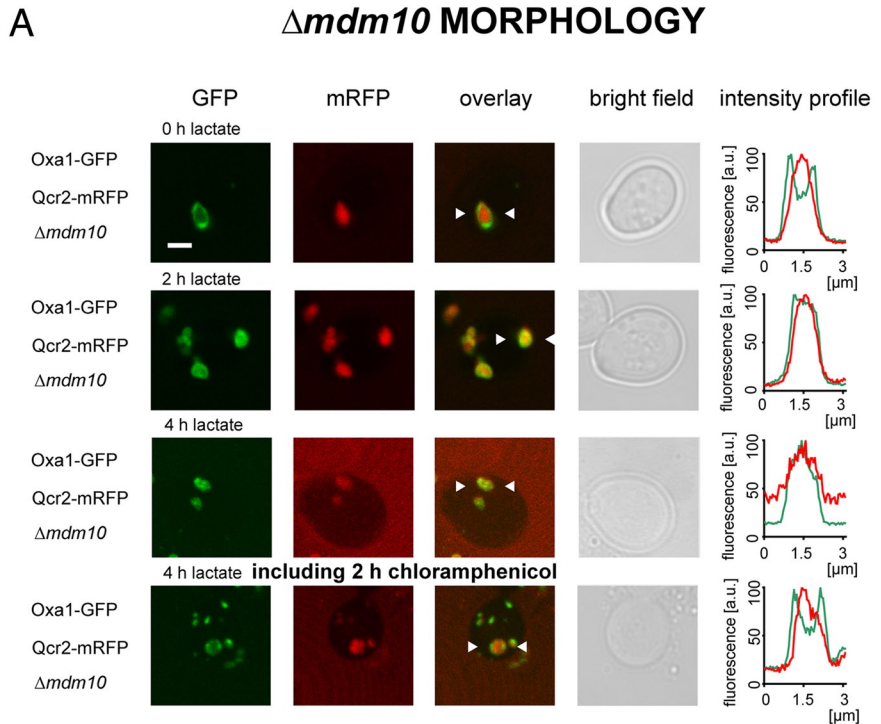 A
Δmdm10 MORPHOLOGY
GFP mRFP overlay bright field intensity profile
0 h lactate
Oxa1-GFP
Qcr2-mRFP
Δmdm10
fluorescence [a.u.]
0 50 100
0 1.5 3
[µm]
2 h lactate
Oxa1-GFP
Qcr2-mRFP
Δmdm10
fluorescence [a.u.]
0 50 100
0 1.5 3
[µm]
4 h lactate
Oxa1-GFP
Qcr2-mRFP
Δmdm10
fluorescence [a.u.]
0 50 100
0 1.5 3
[µm]
4 h lactate including 2 h chloramphenicol
Oxa1-GFP
Qcr2-mRFP
Δmdm10
fluorescence [a.u.]
0 50 100
0 1.5 3
[µm]